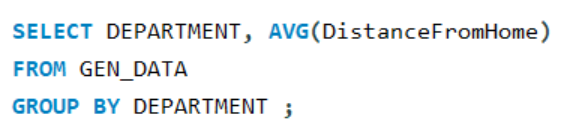 SELECT DEPARTMENT, AVG(DistanceFromHome)
FROM GEN_DATA
GROUP BY DEPARTMENT ;